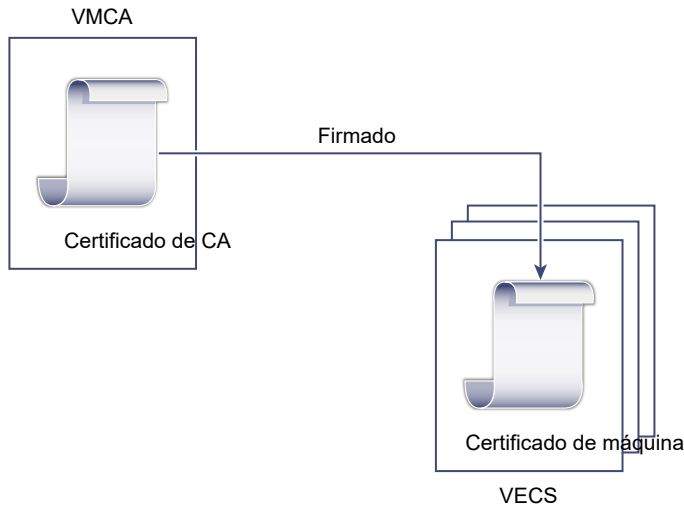 VMCA
Firmado
Certificado de CA
Certificado de máquina
VECS